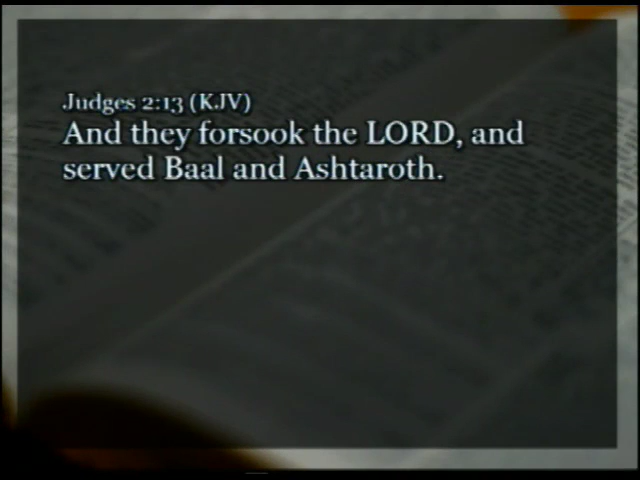 Judges 2:13 (KJV)
And they forsook the LORD, and
served Baal and Ashtaroth.